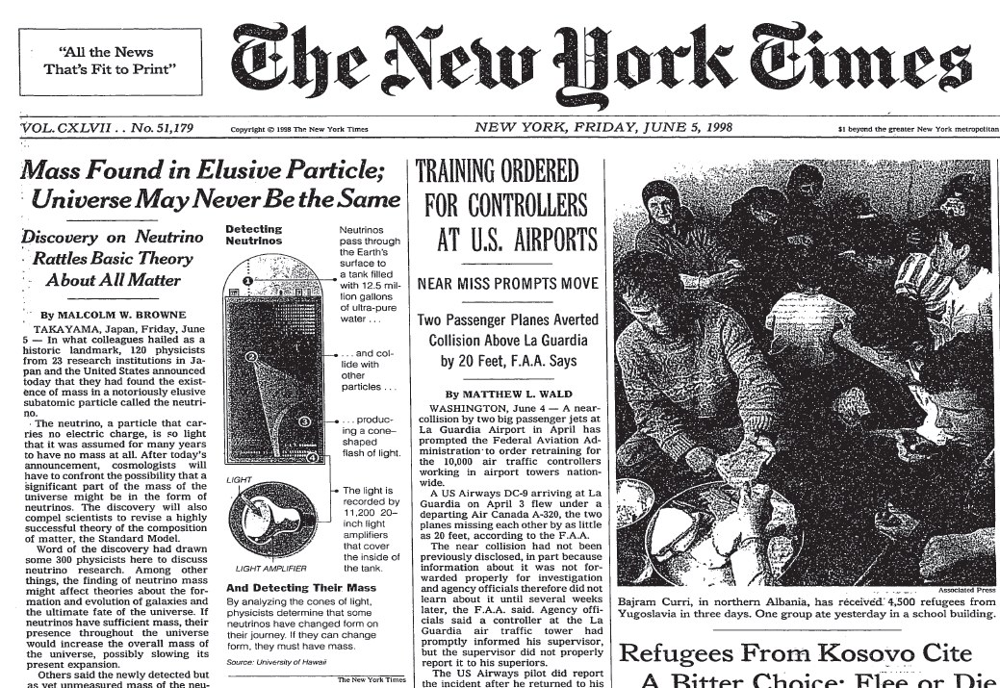 "All the News
That's Fit to Print"
The New York Times
VOL. CXLVII . . No. 51,179
Copyright © 1998 The New York Times
NEW YORK, FRIDAY, JUNE 5, 1998
$1 beyond the greater New York metropolitan
Mass Found in Elusive Particle;
Universe May Never Be the Same
Discovery on Neutrino
Rattles Basic Theory
About All Matter
By MALCOLM W. BROWNE
TAKAYAMA, Japan, Friday, June
5 — In what colleagues hailed as a
historic landmark, 120 physicists
from 23 research institutions in Ja-
pan and the United States announced
today that they had found the exist-
ence of mass in a notoriously elusive
subatomic particle called the neutri-
no.
The neutrino, a particle that car-
ries no electric charge, is so light
that it was assumed for many years
to have no mass at all. After today's
announcement, cosmologists will
have to confront the possibility that a
significant part of the mass of the
universe might be in the form of
neutrinos. The discovery will also
compel scientists to revise a highly
successful theory of the composition
of matter, the Standard Model.
Word of the discovery had drawn
some 300 physicists here to discuss
neutrino research. Among other
things, the finding of neutrino mass
might affect theories about the for-
mation and evolution of galaxies and
the ultimate fate of the universe. If
neutrinos have sufficient mass, their
presence throughout the universe
would increase the overall mass of
the universe, possibly slowing its
present expansion.
Others said the newly detected but
as yet unmeasured mass of the neu-
Detecting
Neutrinos
1
2
3
4
Neutrinos
pass through
the Earth's
surface to
a tank filled
with 12.5 mil-
lion gallons
of ultra-pure
water . . .
. . . and col-
lide with
other
particles . . .
. . . produc-
ing a cone-
shaped
flash of light.
LIGHT
LIGHT AMPLIFIER
The light is
recorded by
11,200 20-
inch light
amplifiers
that cover
the inside of
the tank.
And Detecting Their Mass
By analyzing the cones of light,
physicists determine that some
neutrinos have changed form on
their journey. If they can change
form, they must have mass.
Source: University of Hawaii
The New York Times
TRAINING ORDERED
FOR CONTROLLERS
AT U.S. AIRPORTS
NEAR MISS PROMPTS MOVE
Two Passenger Planes Averted
Collision Above La Guardia
by 20 Feet, F.A.A. Says
By MATTHEW L. WALD
WASHINGTON, June 4 — A near-
collision by two big passenger jets at
La Guardia Airport in April has
prompted the Federal Aviation Ad-
ministration to order retraining for
the 10,000 air traffic controllers
working in airport towers nation-
wide.
A US Airways DC-9 arriving at La
Guardia on April 3 flew under a
departing Air Canada A-320, the two
planes missing each other by as little
as 20 feet, according to the F.A.A.
The near collision had not been
previously disclosed, in part because
information about it was not for-
warded properly for investigation
and agency officials therefore did not
learn about it until several weeks
later, the F.A.A. said. Agency offi-
cials said a controller at the La
Guardia air traffic tower had
promptly informed his supervisor,
but the supervisor did not properly
report it to his superiors.
The US Airways pilot did report
the incident after he returned to his
Associated Press
Bajram Curri, in northern Albania, has received 4,500 refugees from
Yugoslavia in three days. One group ate yesterday in a school building.
Refugees From Kosovo Cite
A Bitter Choice: Flee or Die